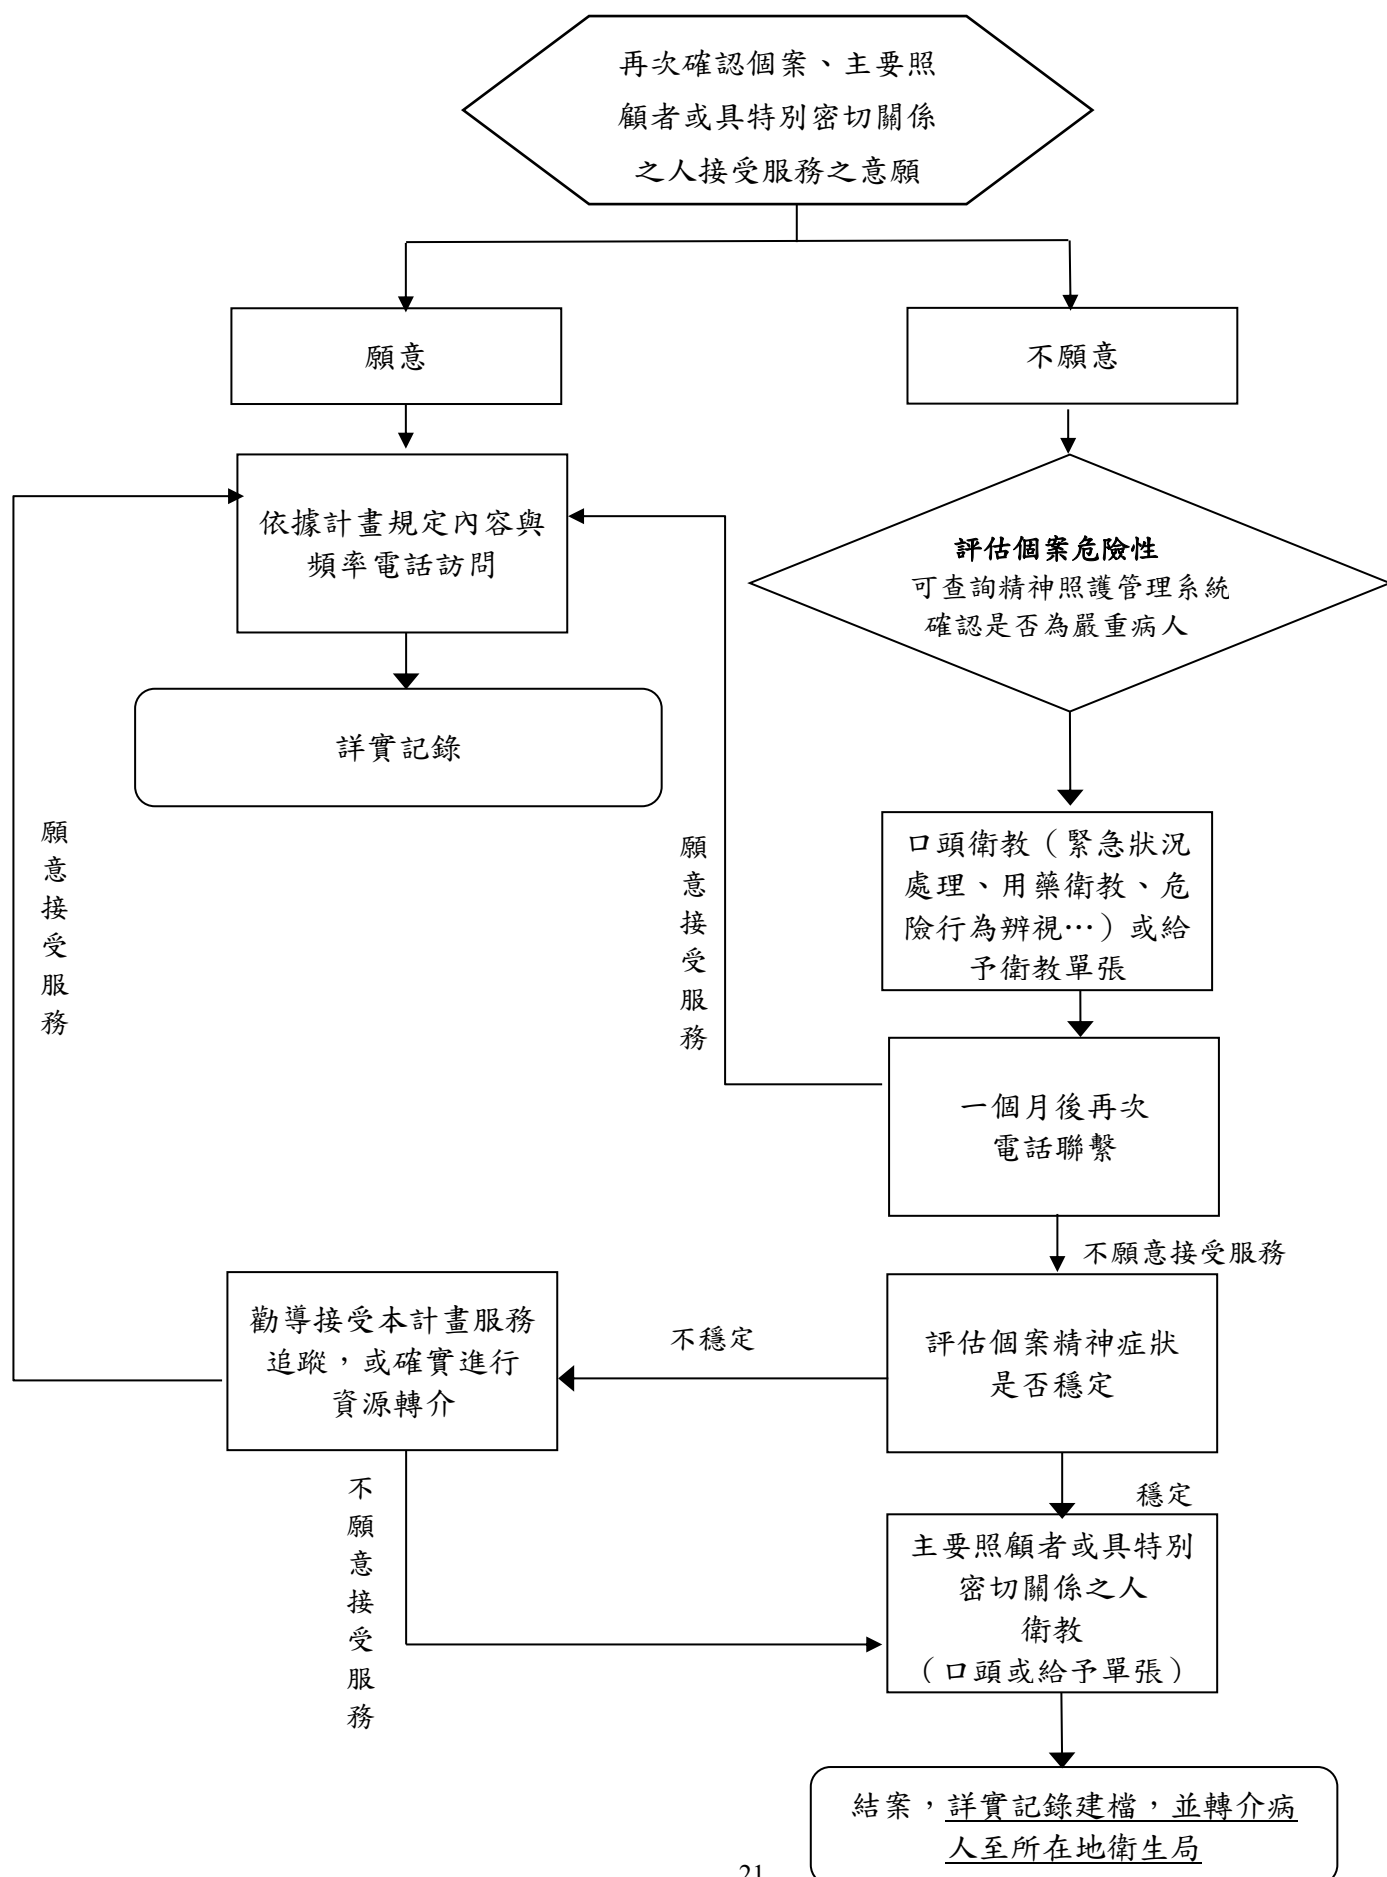 再次確認個案、主要照
顧者或具特別密切關係
之人接受服務之意願
願意
不願意
依據計畫規定內容與
頻率電話訪問
評估個案危險性
可查詢精神照護管理系統
確認是否為嚴重病人
詳實記錄
願意接受服務
願意接受服務
口頭衛教（緊急狀況
處理、用藥衛教、危
險行為辨視…）或給
予衛教單張
一個月後再次
電話聯繫
不願意接受服務
勸導接受本計畫服務
追蹤，或確實進行
資源轉介
不穩定
評估個案精神症狀
是否穩定
不願意接受服務
穩定
主要照顧者或具特別
密切關係之人
衛教
（口頭或給予單張）
結案，詳實記錄建檔，並轉介病
人至所在地衛生局
21